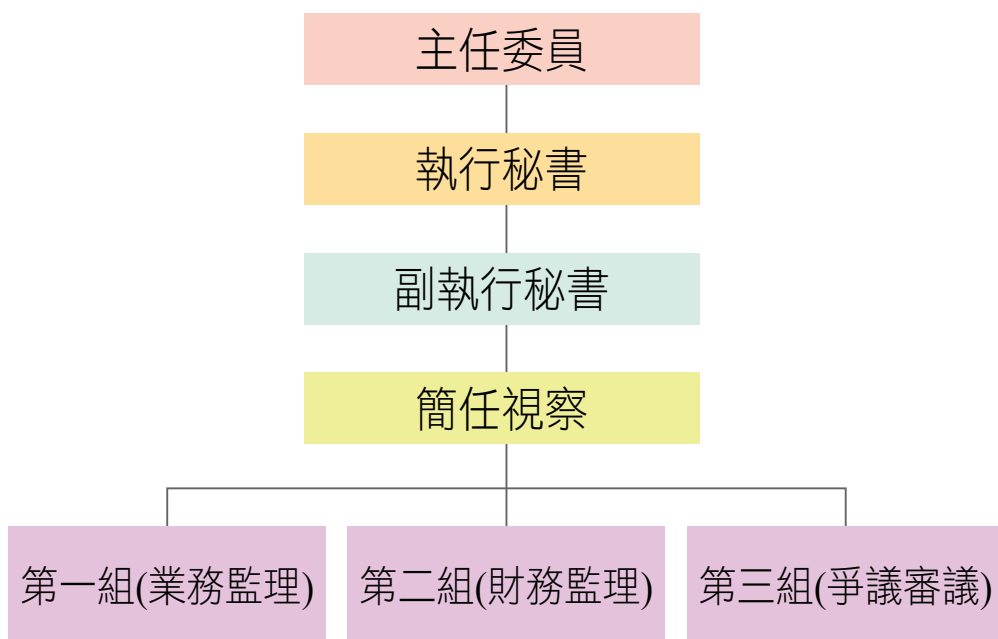 主任委員
執行秘書
副執行秘書
簡任視察
第一組(業務監理)
第二組(財務監理)
第三組(爭議審議)